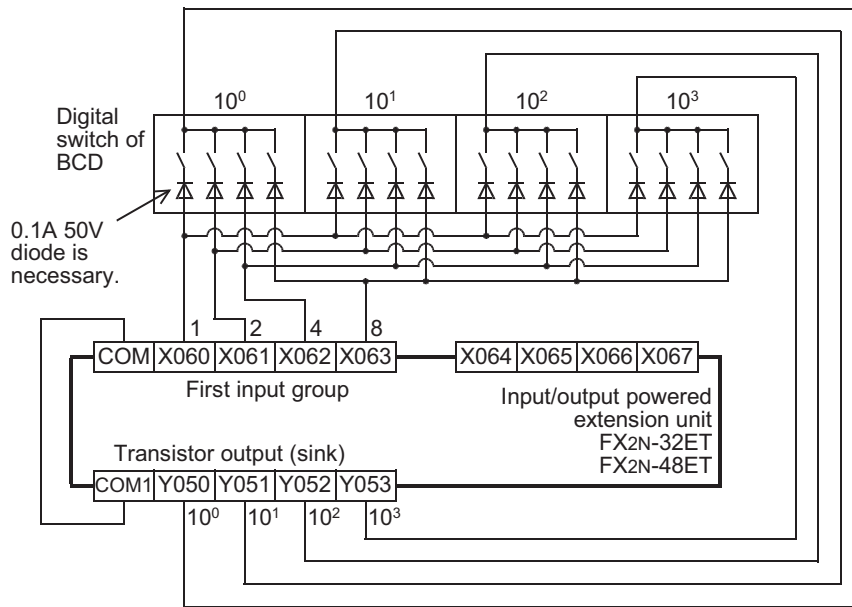 10⁰ 10¹ 10² 10³
Digital
switch of
BCD
0.1A 50V
diode is
necessary.
1 2 4 8
COM X060 X061 X062 X063 X064 X065 X066 X067
First input group
Input/output powered
extension unit
FX2N-32ET
FX2N-48ET
Transistor output (sink)
COM1 Y050 Y051 Y052 Y053
10⁰ 10¹ 10² 10³